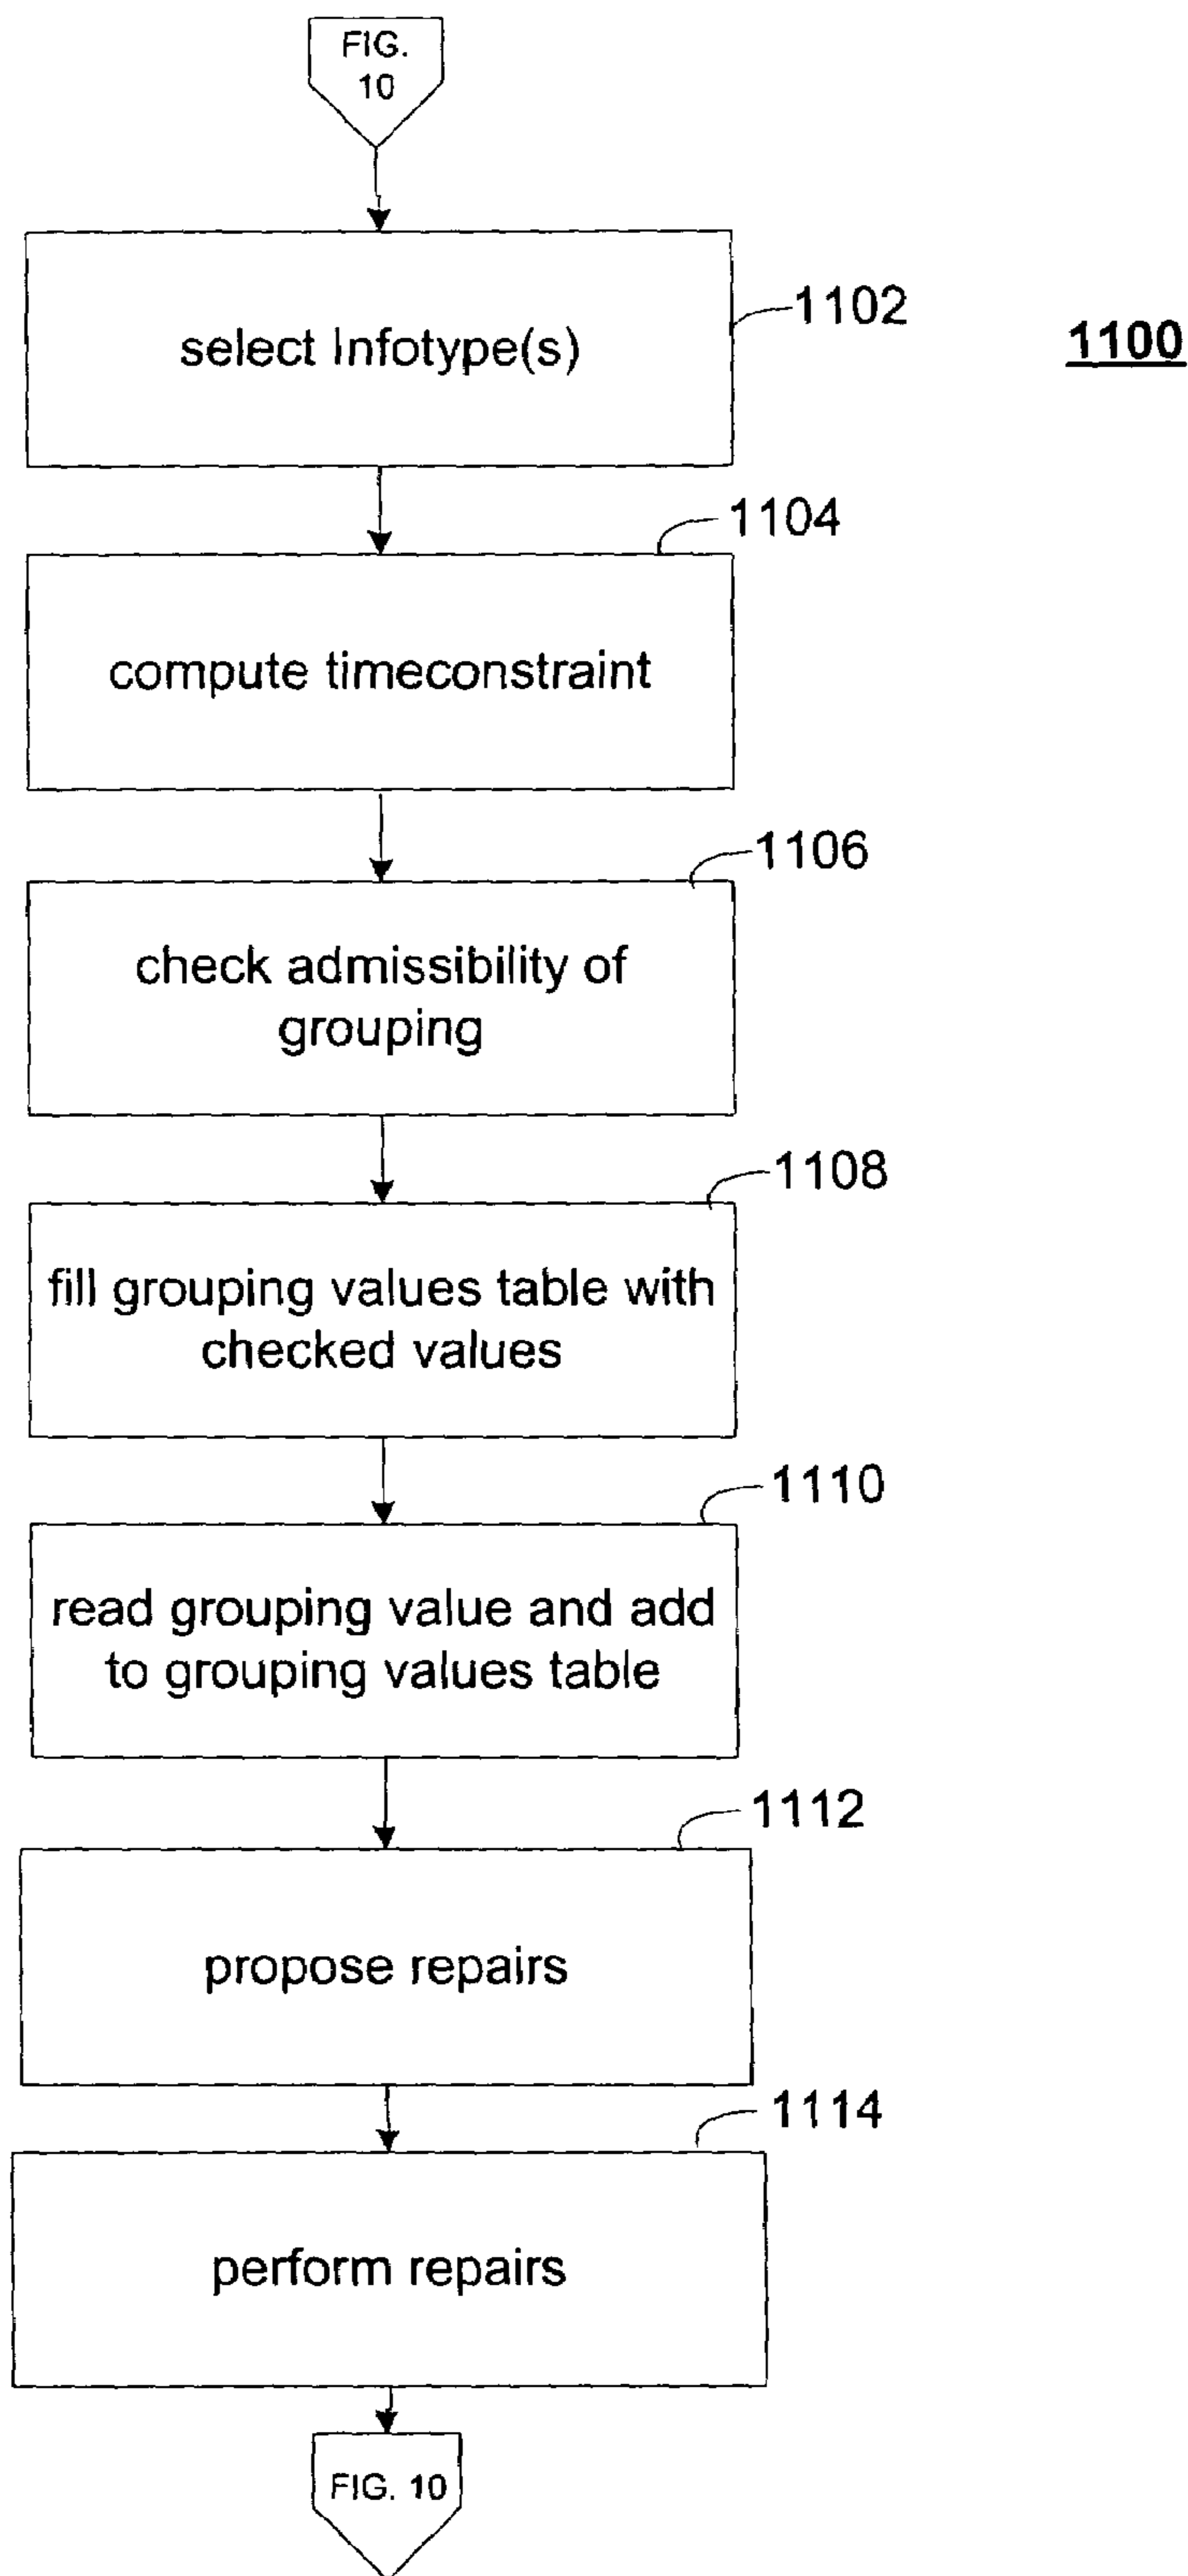 FIG.
10
select Infotype(s)
1102
1100
1104
compute timeconstraint
1106
check admissibility of
grouping
1108
fill grouping values table with
checked values
1110
read grouping value and add
to grouping values table
1112
propose repairs
1114
perform repairs
FIG. 10